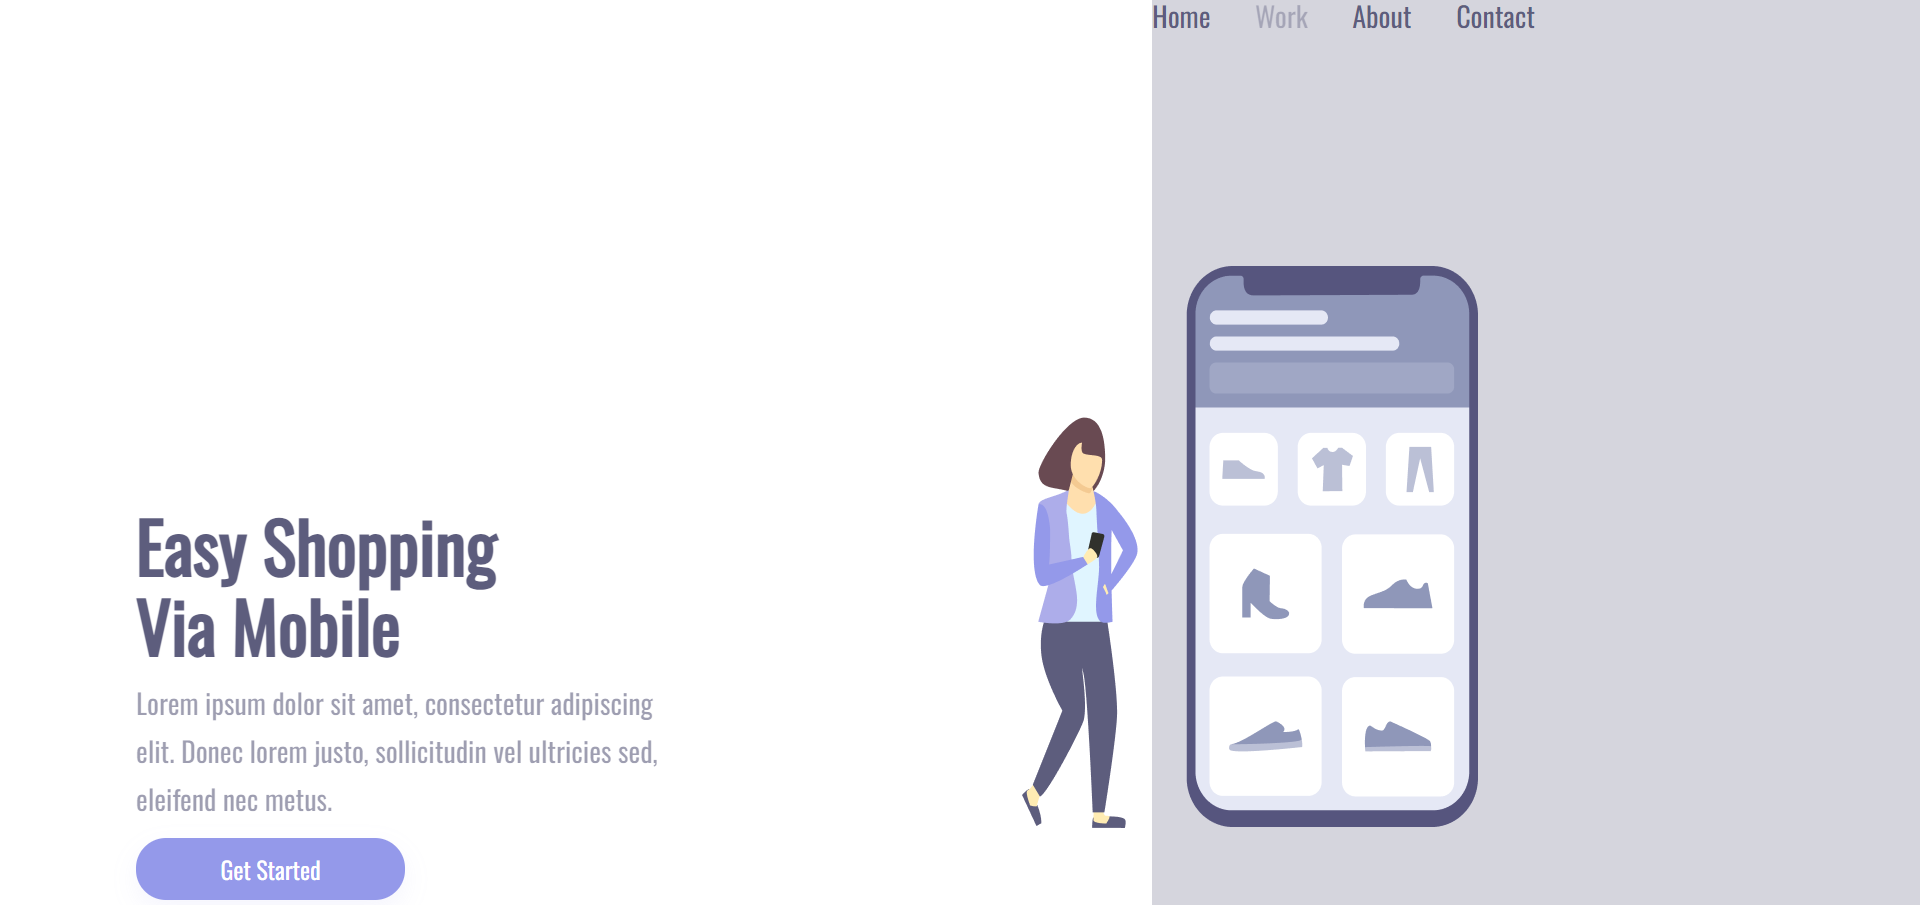 Home Work About Contact
Easy Shopping
Via Mobile
Lorem ipsum dolor sit amet, consectetur adipiscing
elit. Donec lorem justo, sollicitudin vel ultricies sed,
eleifend nec metus.
Get Started